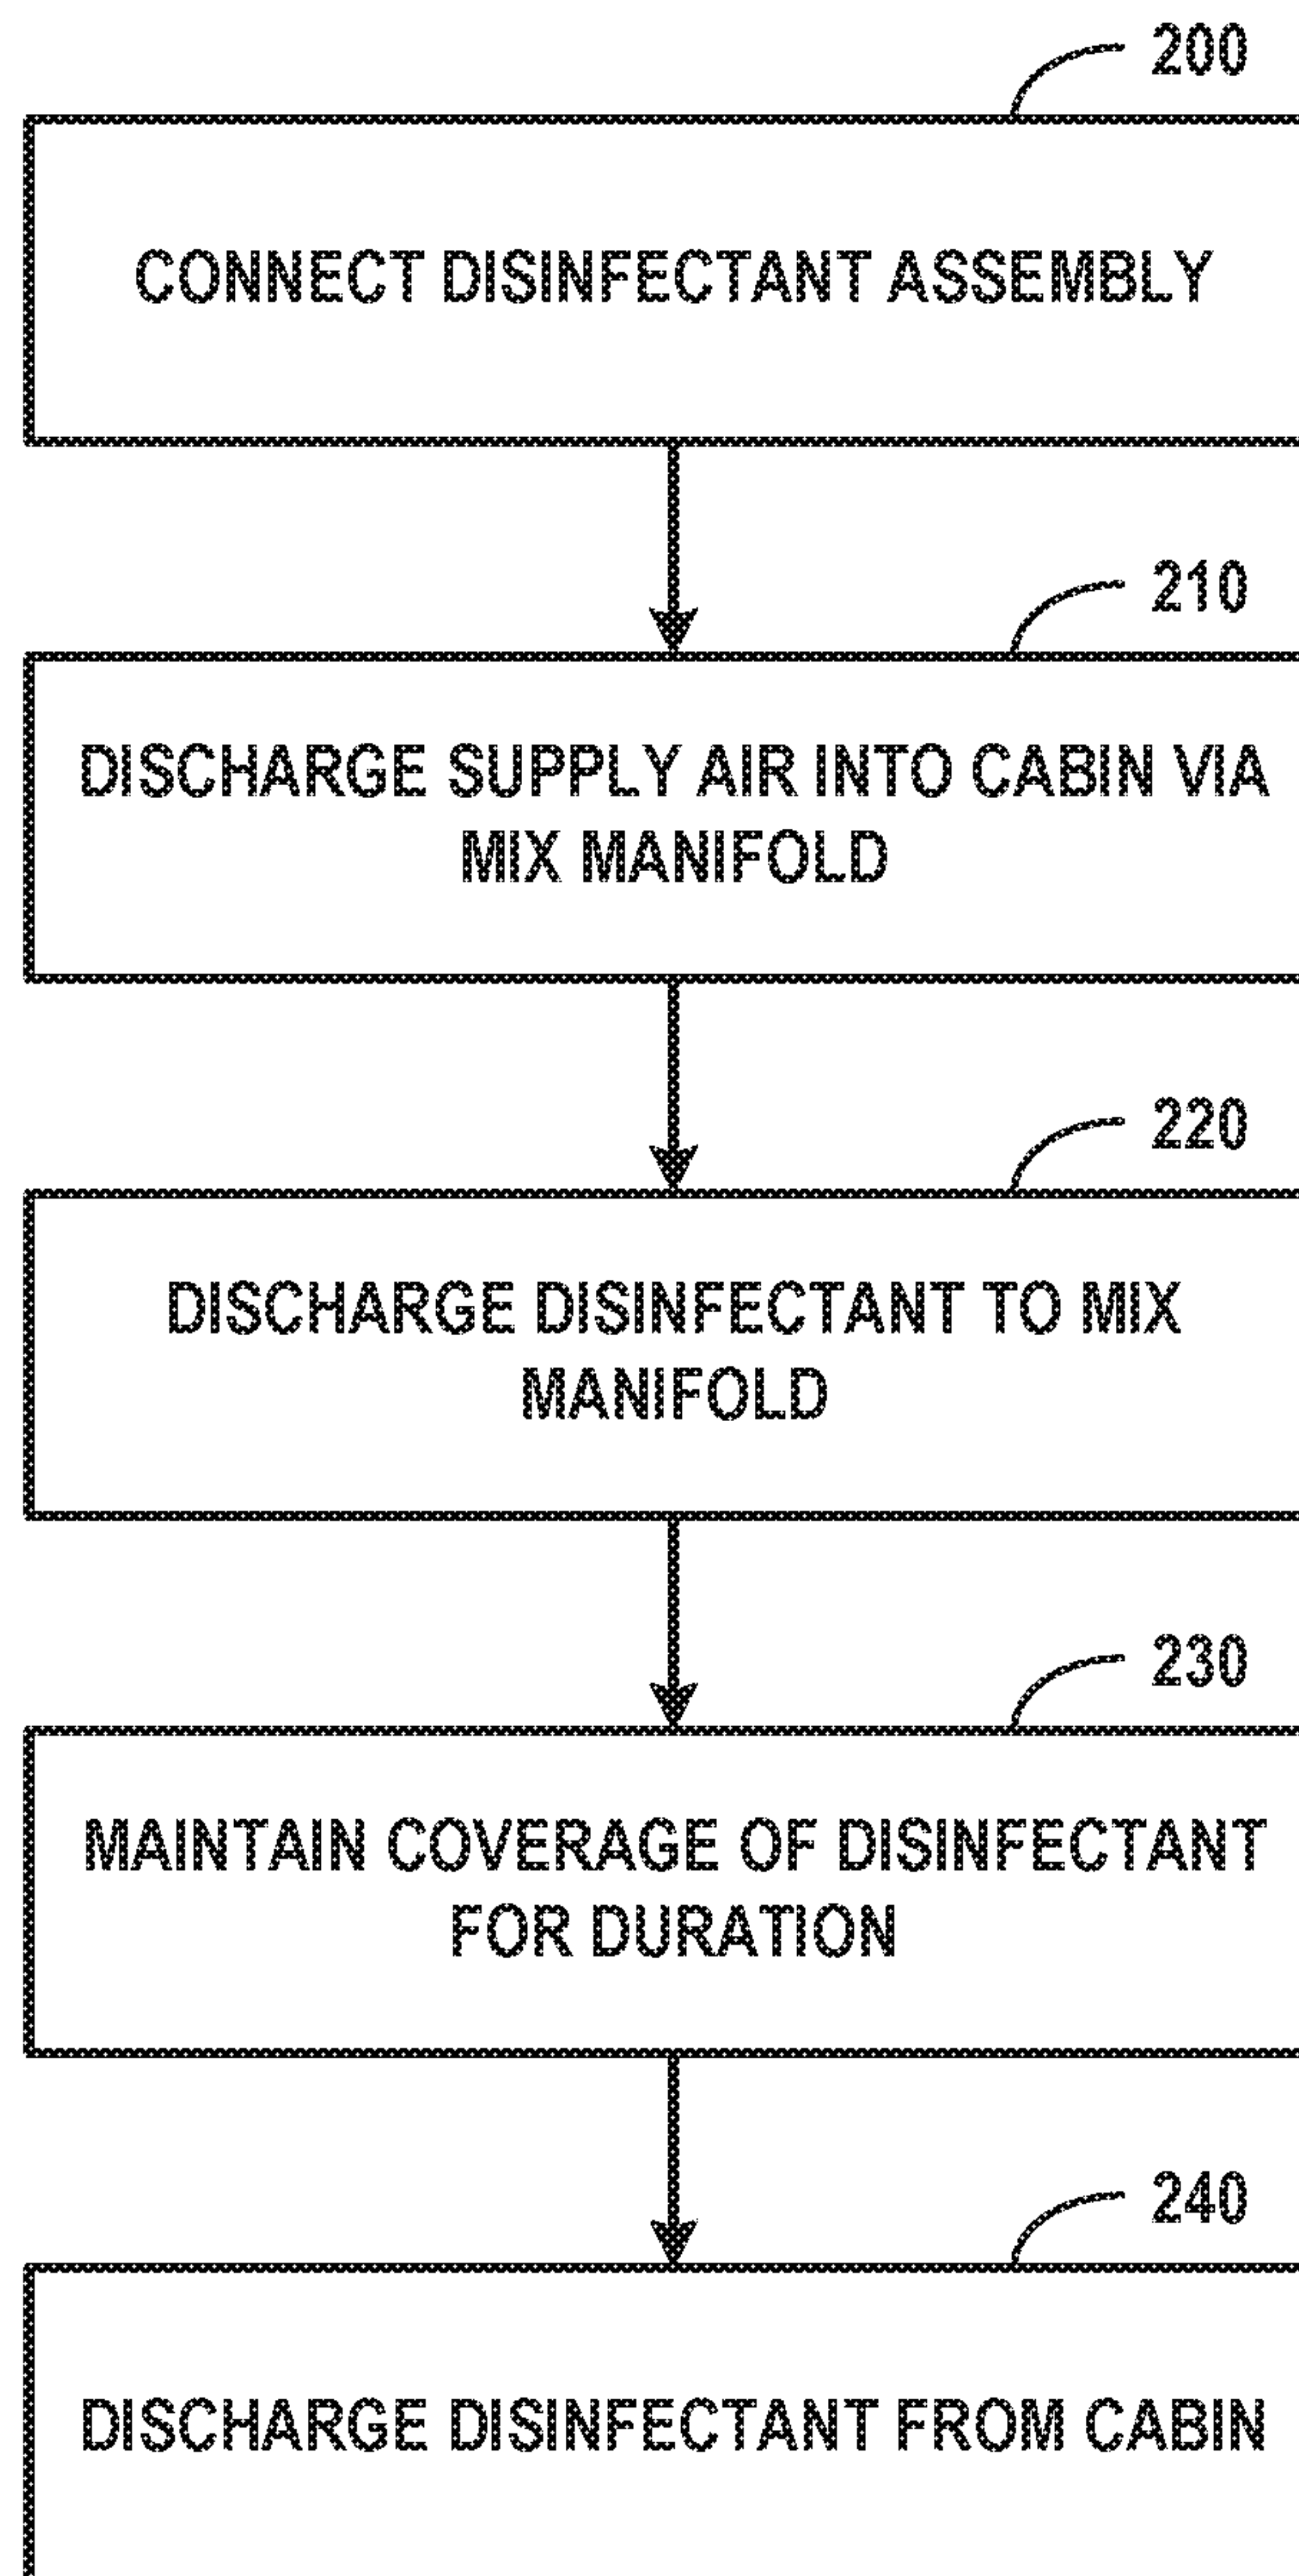 200
CONNECT DISINFECTANT ASSEMBLY
210
DISCHARGE SUPPLY AIR INTO CABIN VIA
MIX MANIFOLD
220
DISCHARGE DISINFECTANT TO MIX
MANIFOLD
230
MAINTAIN COVERAGE OF DISINFECTANT
FOR DURATION
240
DISCHARGE DISINFECTANT FROM CABIN